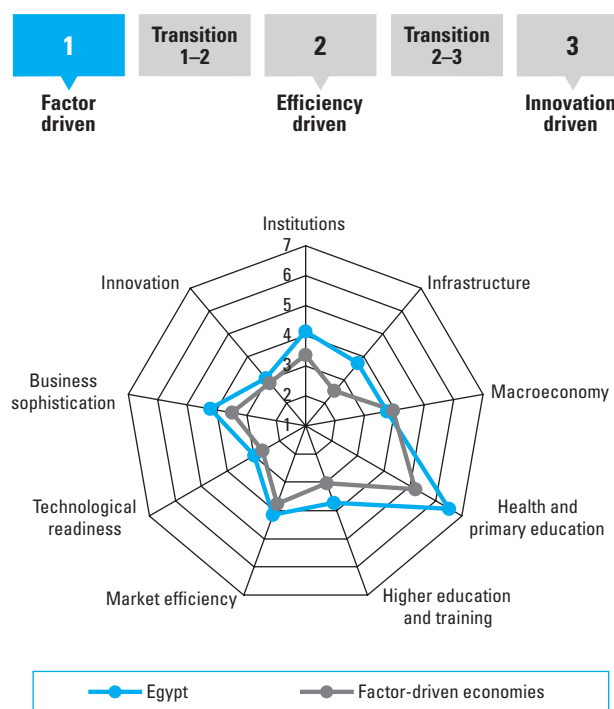 1
Transition
1–2
2
Transition
2–3
3
Factor
driven
Efficiency
driven
Innovation
driven
Institutions
7
6
5
4
3
2
1
Innovation
Infrastructure
Business
sophistication
Macroeconomy
Technological
readiness
Health and
primary education
Market efficiency
Higher education
and training
Egypt
Factor-driven economies